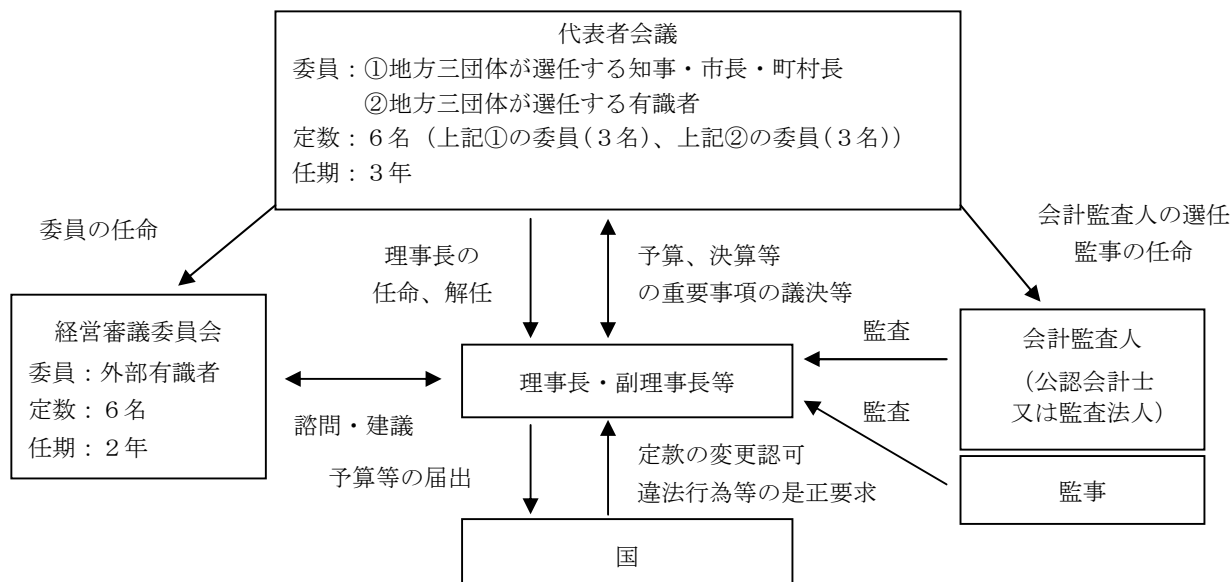 代表者会議
委員：①地方三団体が選任する知事・市長・町村長
②地方三団体が選任する有識者
定数：６名（上記①の委員(３名)、上記②の委員(３名)）
任期：３年
委員の任命
理事長の
任命、解任
予算、決算等
の重要事項の議決等
会計監査人の選任
監事の任命
経営審議委員会
委員：外部有識者
定数：６名
任期：２年
諮問・建議
理事長・副理事長等
監査
監査
会計監査人
（公認会計士
又は監査法人）
監事
予算等の届出
定款の変更認可
違法行為等の是正要求
国